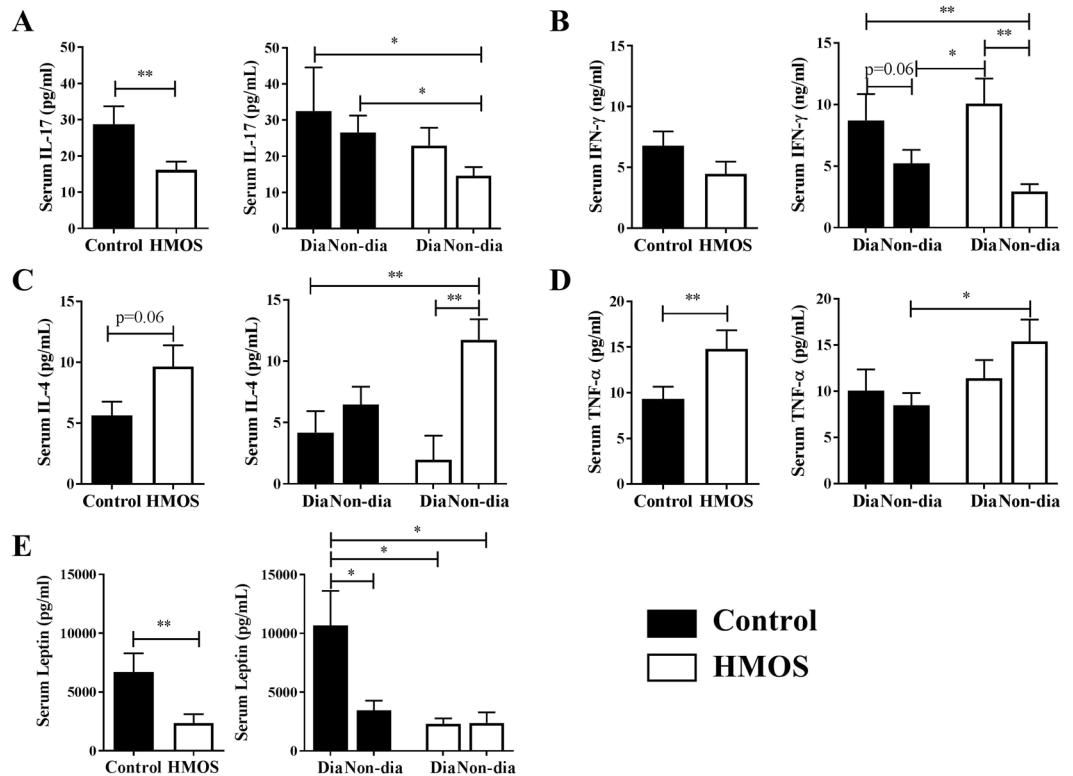 A
Serum IL-17 (pg/mL)
50
40
30
20
10
0
**
Control HMOS
Serum IL-17 (pg/mL)
50
40
30
20
10
0
*
*
Dia Non-dia Dia Non-dia
B
Serum IFN-γ (ng/ml)
15
10
5
0
Control HMOS
Serum IFN-γ (ng/ml)
15
10
5
0
**
*
**
p=0.06
Dia Non-dia Dia Non-dia
C
Serum IL-4 (pg/mL)
15
10
5
0
p=0.06
Control HMOS
Serum IL-4 (pg/mL)
15
10
5
0
**
**
Dia Non-dia Dia Non-dia
D
Serum TNF-α (pg/ml)
20
15
10
5
0
**
Control HMOS
Serum TNF-α (pg/ml)
20
15
10
5
0
*
Dia Non-dia Dia Non-dia
E
Serum Leptin (pg/ml)
15000
10000
5000
0
**
Control HMOS
Serum Leptin (pg/mL)
15000
10000
5000
0
*
*
*
Dia Non-dia Dia Non-dia
Control
HMOS